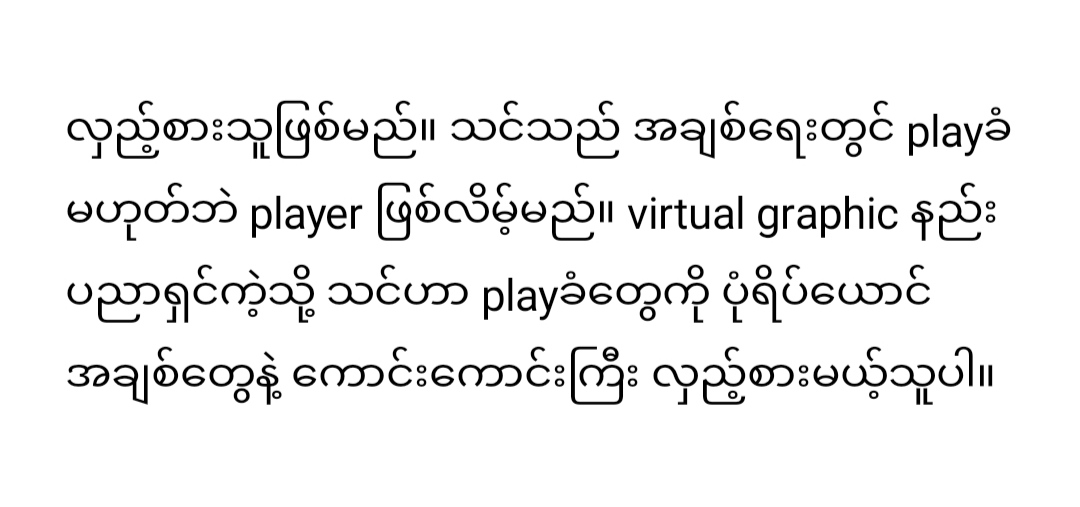 လှည့်စားသူဖြစ်မည်။ သင်သည် အချစ်ရေးတွင် playခံ
မဟုတ်ဘဲ player ဖြစ်လိမ့်မည်။ virtual graphic နည်း
ပညာရှင်ကဲ့သို့ သင်ဟာ playခံတွေကို ပုံရိပ်ယောင်
အချစ်တွေနဲ့ ကောင်းကောင်းကြီး လှည့်စားမယ့်သူပါ။